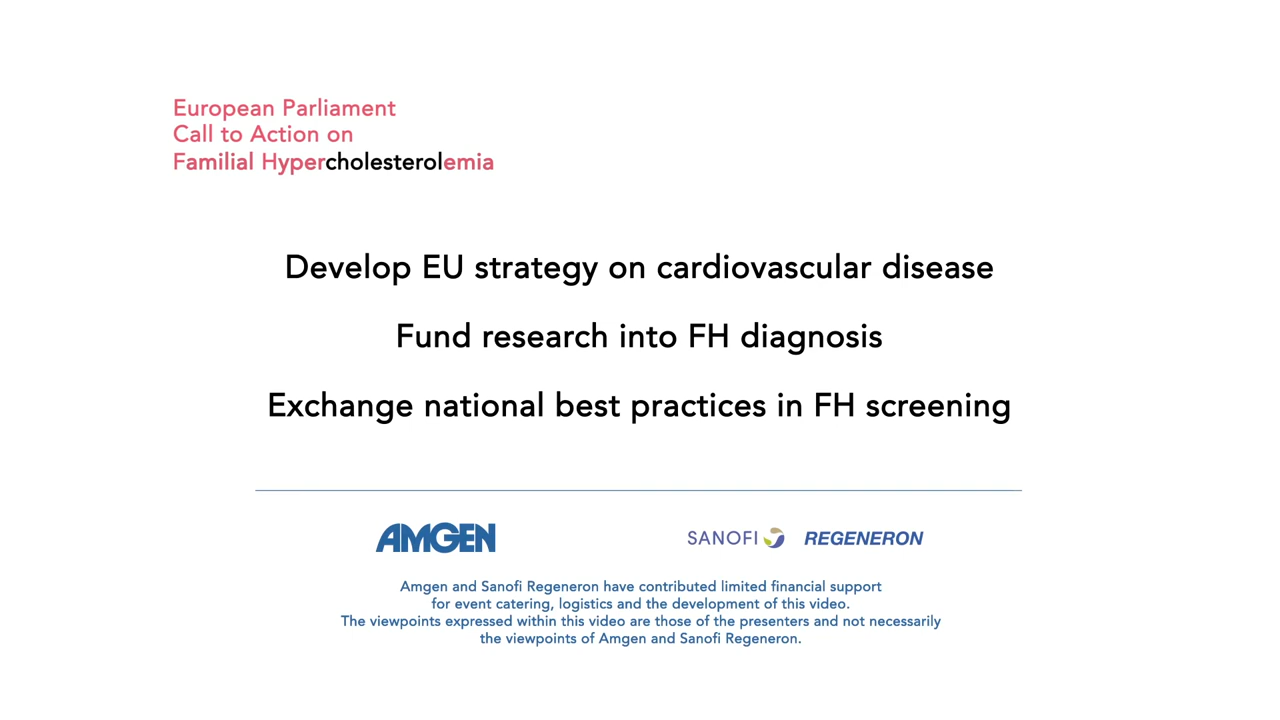 European Parliament
Call to Action on
Familial Hypercholesterolemia
Develop EU strategy on cardiovascular disease
Fund research into FH diagnosis
Exchange national best practices in FH screening
AMGEN
SANOFI REGENERON
Amgen and Sanofi Regeneron have contributed limited financial support
for event catering, logistics and the development of this video.
The viewpoints expressed within this video are those of the presenters and not necessarily
the viewpoints of Amgen and Sanofi Regeneron.